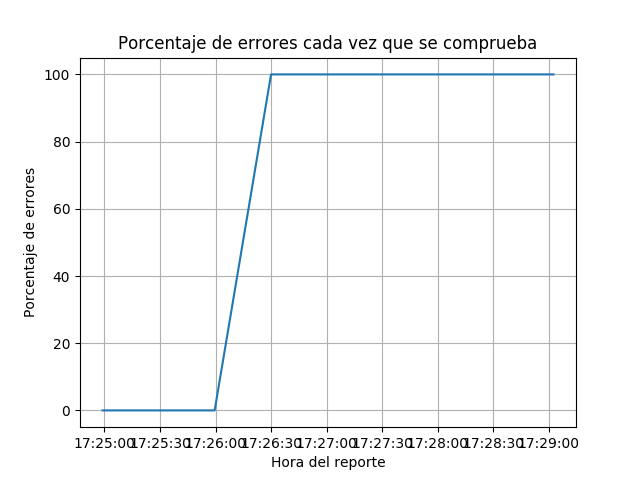 Porcentaje de errores cada vez que se comprueba
Porcentaje de errores
100
80
60
40
20
0
17:25:00 17:25:30 17:26:00 17:26:30 17:27:00 17:27:30 17:28:00 17:28:30 17:29:00
Hora del reporte